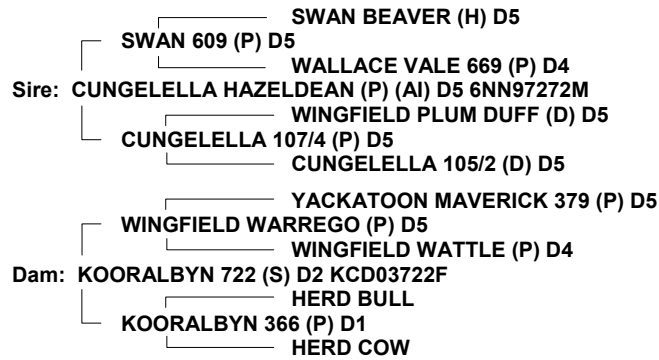 SWAN BEAVER (H) D5
SWAN 609 (P) D5
WALLACE VALE 669 (P) D4
Sire: CUNGELELLA HAZELDEAN (P) (AI) D5 6NN97272M
WINGFIELD PLUM DUFF (D) D5
CUNGELELLA 107/4 (P) D5
CUNGELELLA 105/2 (D) D5
YACKATOON MAVERICK 379 (P) D5
WINGFIELD WARREGO (P) D5
WINGFIELD WATTLE (P) D4
Dam: KOORALBYN 722 (S) D2 KCD03722F
HERD BULL
KOORALBYN 366 (P) D1
HERD COW